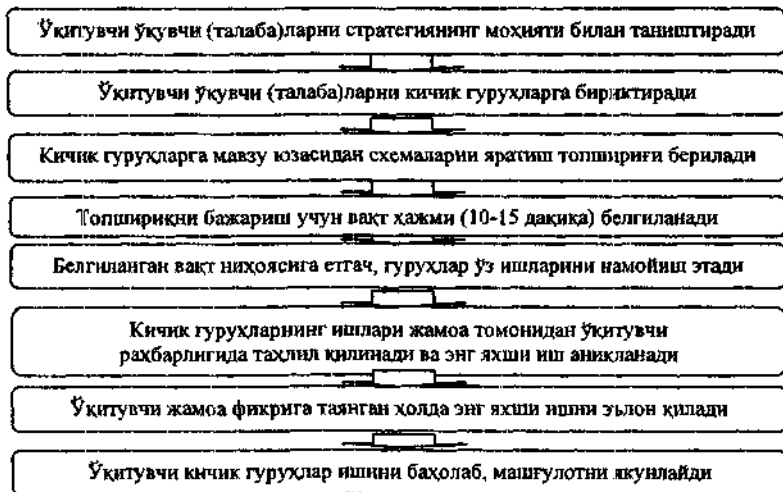 Ўқитувчи ўқувчи (талаба)ларни стратегиянинг моҳияти билан таништиради
Ўқитувчи ўқувчи (талаба)ларни кичик гуруҳларга бириктиради
Кичик гуруҳларга мавзу юзасидан схемаларни яратиш топшириғи берилади
Топшириқни бажариш учун вақт ҳажми (10-15 дақиқа) белгиланади
Белгиланган вақт ниҳоясига етгач, гуруҳлар ўз ишларини намойиш этади
Кичик гуруҳларнинг ишлари жамоа томонидан ўқитувчи
раҳбарлигида таҳлил қилинади ва энг яхши иш аниқланади
Ўқитувчи жамоа фикрига таянган ҳолда энг яхши ишни эълон қилади
Ўқитувчи кичик гуруҳлар ишини баҳолаб, машғулотни якунлайди